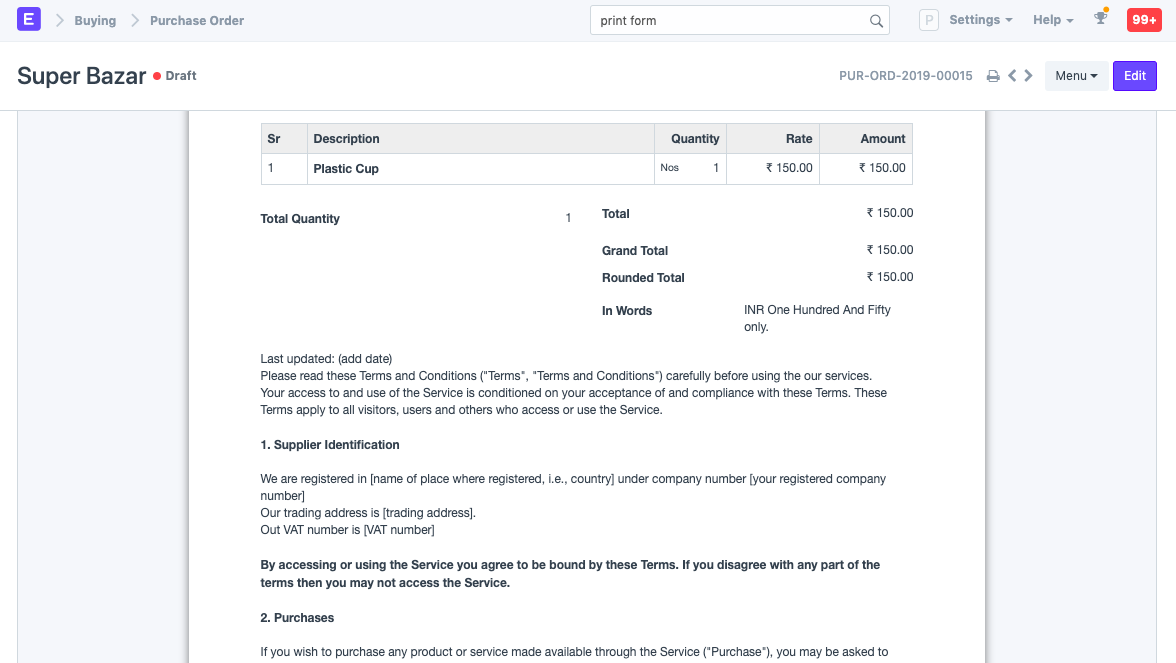 E Buying Purchase Order print form P Settings Help 99+
Super Bazar Draft PUR-ORD-2019-00015 Menu Edit
Sr Description Quantity Rate Amount
1 Plastic Cup Nos 1 ₹ 150.00 ₹ 150.00
Total Quantity 1
Total ₹ 150.00
Grand Total ₹ 150.00
Rounded Total ₹ 150.00
In Words INR One Hundred And Fifty
only.
Last updated: (add date)
Please read these Terms and Conditions ("Terms", "Terms and Conditions") carefully before using the our services.
Your access to and use of the Service is conditioned on your acceptance of and compliance with these Terms. These
Terms apply to all visitors, users and others who access or use the Service.
1. Supplier Identification
We are registered in [name of place where registered, i.e., country] under company number [your registered company
number]
Our trading address is [trading address].
Out VAT number is [VAT number]
By accessing or using the Service you agree to be bound by these Terms. If you disagree with any part of the
terms then you may not access the Service.
2. Purchases
If you wish to purchase any product or service made available through the Service ("Purchase"), you may be asked to